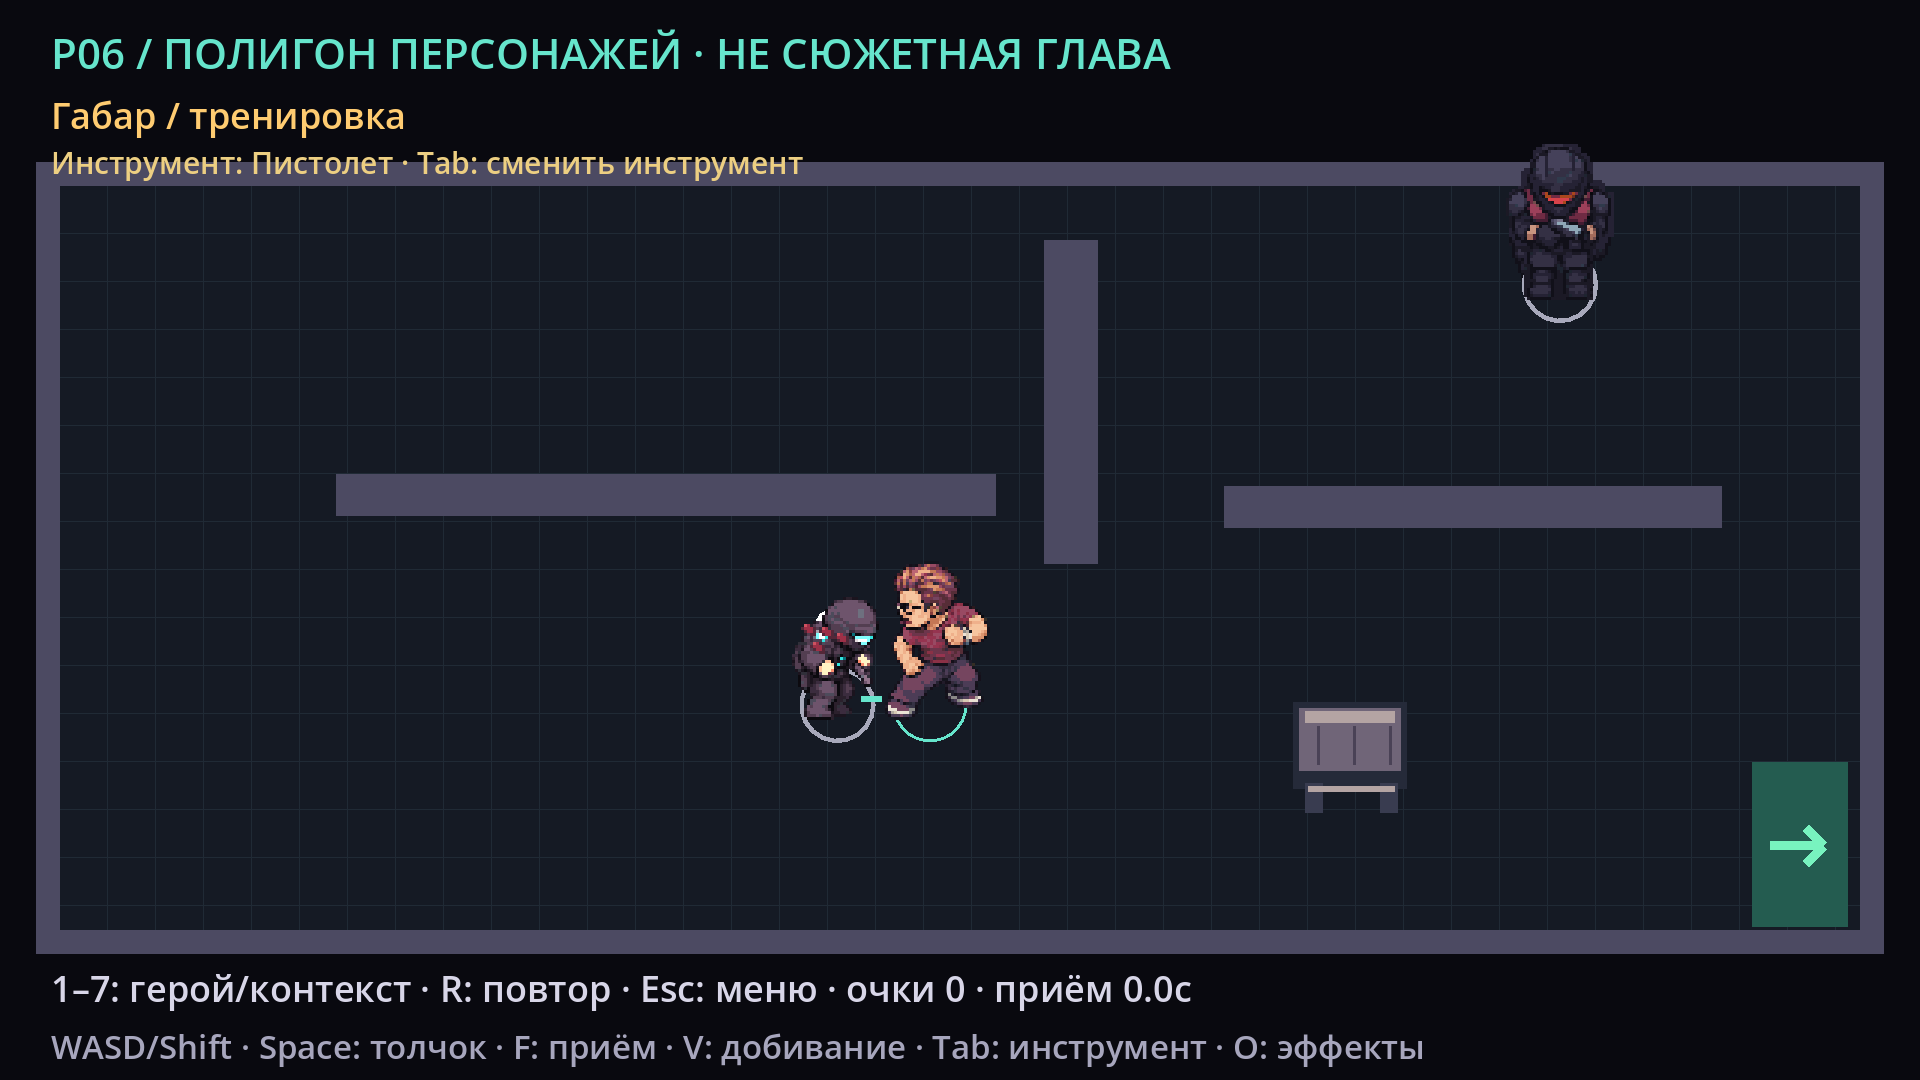 P06 / ПОЛИГОН ПЕРСОНАЖЕЙ · НЕ СЮЖЕТНАЯ ГЛАВА
Габар / тренировка
Инструмент: Пистолет · Tab: сменить инструмент
1–7: герой/контекст · R: повтор · Esc: меню · очки 0 · приём 0.0с
WASD/Shift · Space: толчок · F: приём · V: добивание · Tab: инструмент · O: эффекты